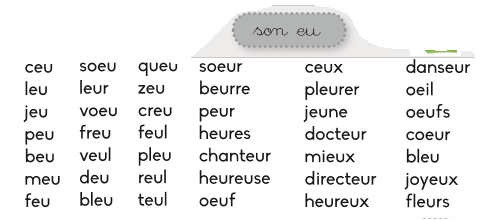 son eu
ceu soeu queu soeur ceux danseur
leu leur zeu beurre pleurer oeil
jeu voeu creu peur jeune oeufs
peu freu feul heures docteur coeur
beu veul pleu chanteur mieux bleu
meu deu reul heureuse directeur joyeux
feu bleu teul oeuf heureux fleurs